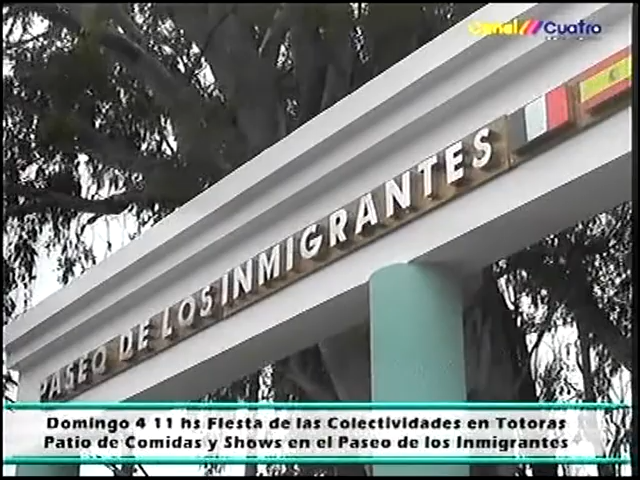 Canal Cuatro
PASEO DE LOS INMIGRANTES
Domingo 4 11 hs Fiesta de las Colectividades en Totoras
Patio de Comidas y Shows en el Paseo de los Inmigrantes